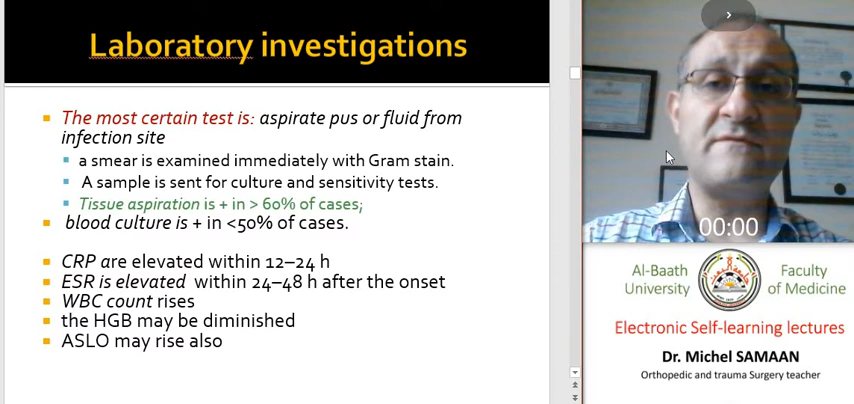 Laboratory investigations
The most certain test is: aspirate pus or fluid from
infection site
a smear is examined immediately with Gram stain.
A sample is sent for culture and sensitivity tests.
Tissue aspiration is + in > 60% of cases;
blood culture is + in <50% of cases.
CRP are elevated within 12–24 h
ESR is elevated within 24–48 h after the onset
WBC count rises
the HGB may be diminished
ASLO may rise also
00:00
Al-Baath
University
Faculty
of Medicine
Electronic Self-learning lectures
Dr. Michel SAMAAN
Orthopedic and trauma Surgery teacher